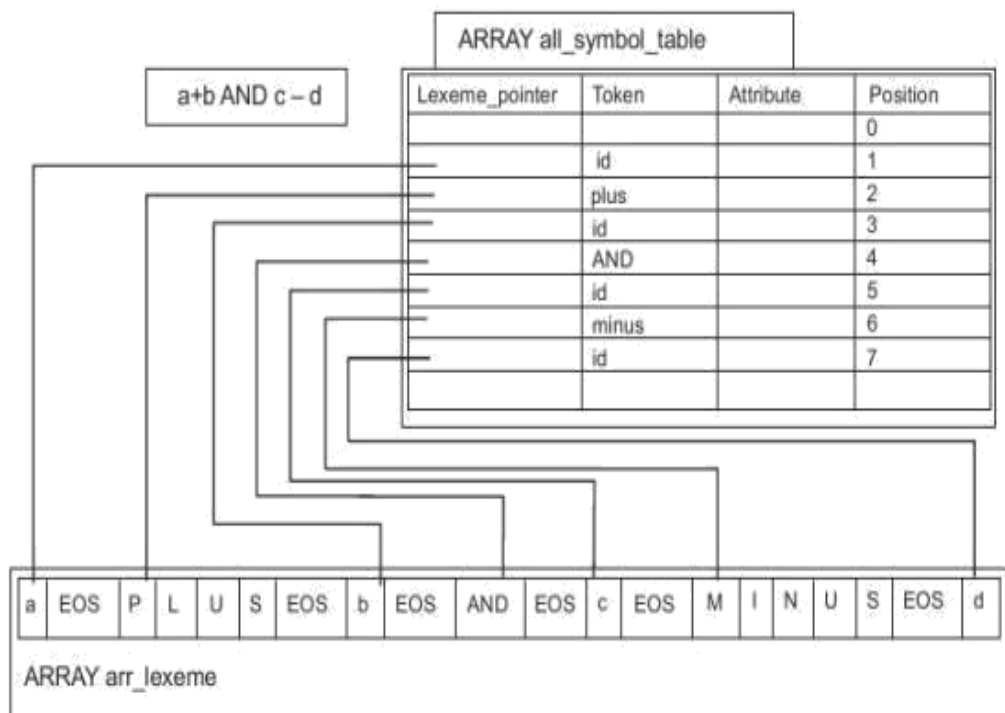 ARRAY all_symbol_table
a+b AND c – d
Lexeme_pointer Token Attribute Position
0
id 1
plus 2
id 3
AND 4
id 5
minus 6
id 7
a EOS P L U S EOS b EOS AND EOS c EOS M I N U S EOS d
ARRAY arr_lexeme